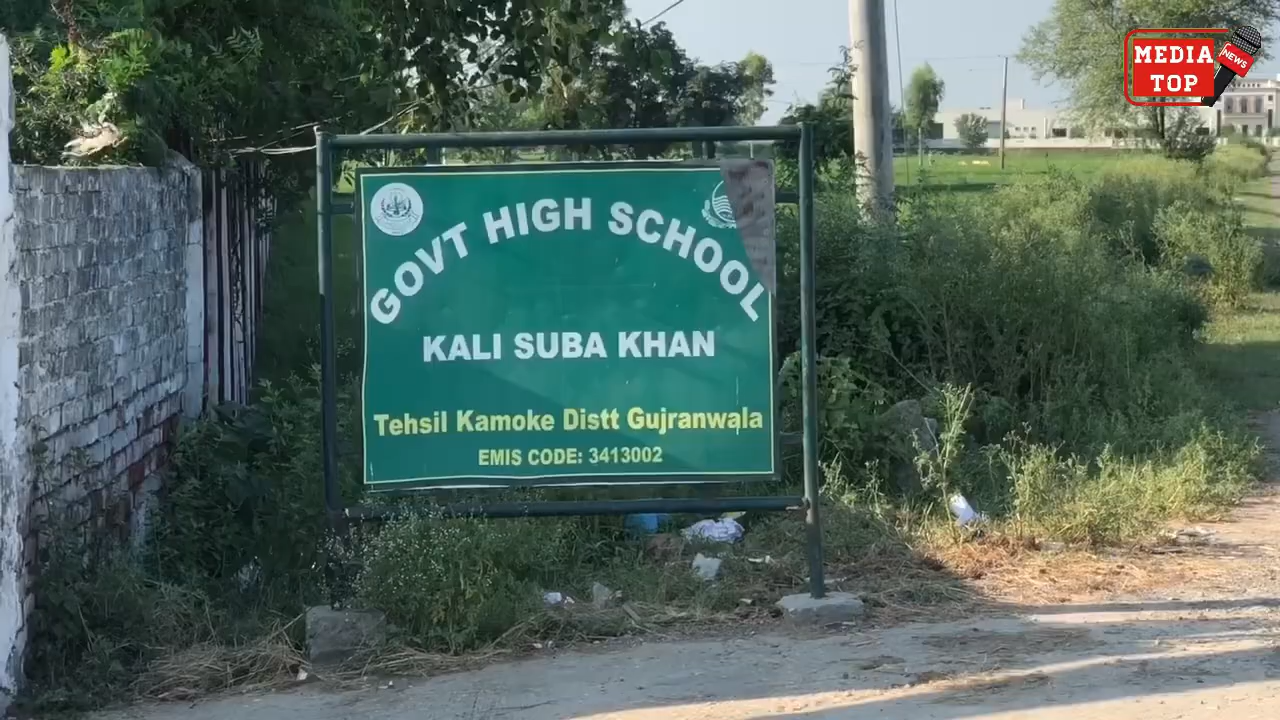 GOVT HIGH SCHOOL
KALI SUBA KHAN
Tehsil Kamoke Distt Gujranwala
EMIS CODE: 3413002
MEDIA
TOP
NEWS